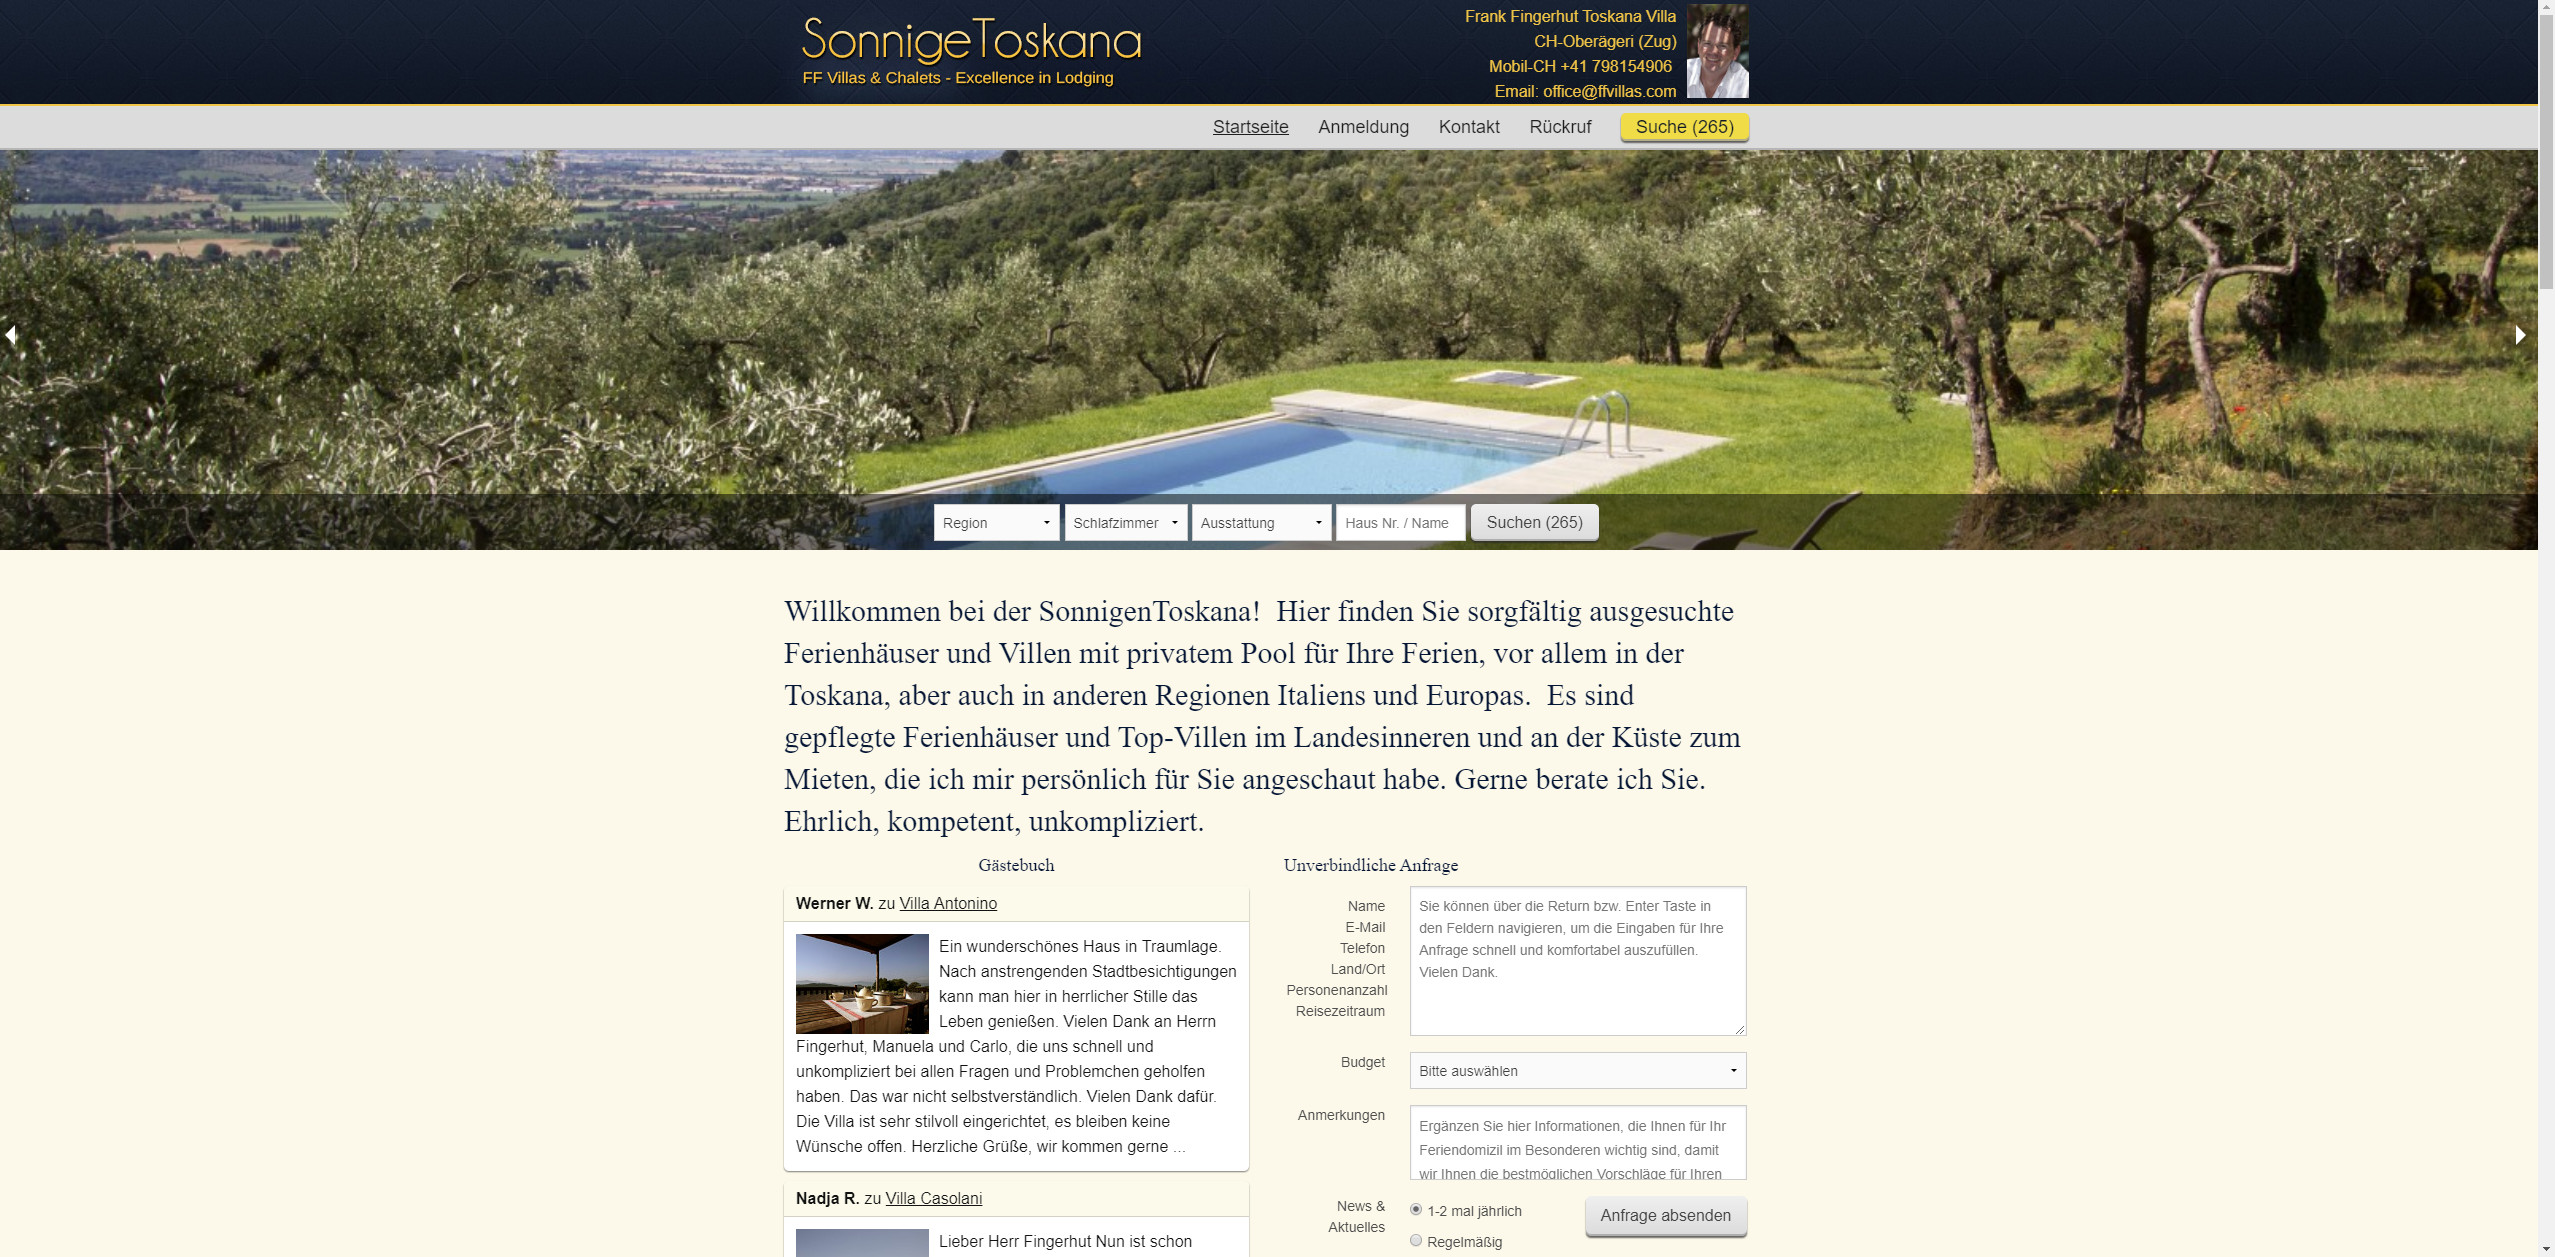 SonnigeToskana
FF Villas & Chalets - Excellence in Lodging
Frank Fingerhut Toskana Villa
CH-Oberägeri (Zug)
Mobil-CH +41 798154906
Email: office@ffvillas.com
Startseite Anmeldung Kontakt Rückruf Suche (265)
Region Schlafzimmer Ausstattung Haus Nr. / Name Suchen (265)
Willkommen bei der SonnigenToskana! Hier finden Sie sorgfältig ausgesuchte
Ferienhäuser und Villen mit privatem Pool für Ihre Ferien, vor allem in der
Toskana, aber auch in anderen Regionen Italiens und Europas. Es sind
gepflegte Ferienhäuser und Top-Villen im Landesinneren und an der Küste zum
Mieten, die ich mir persönlich für Sie angeschaut habe. Gerne berate ich Sie.
Ehrlich, kompetent, unkompliziert.
Gästebuch
Werner W. zu Villa Antonino
Ein wunderschönes Haus in Traumlage.
Nach anstrengenden Stadtbesichtigungen
kann man hier in herrlicher Stille das
Leben genießen. Vielen Dank an Herrn
Fingerhut, Manuela und Carlo, die uns schnell und
unkompliziert bei allen Fragen und Problemchen geholfen
haben. Das war nicht selbstverständlich. Vielen Dank dafür.
Die Villa ist sehr stilvoll eingerichtet, es bleiben keine
Wünsche offen. Herzliche Grüße, wir kommen gerne ...
Nadja R. zu Villa Casolani
Lieber Herr Fingerhut Nun ist schon
Unverbindliche Anfrage
Name
E-Mail
Telefon
Land/Ort
Personenanzahl
Reisezeitraum
Sie können über die Return bzw. Enter Taste in
den Feldern navigieren, um die Eingaben für Ihre
Anfrage schnell und komfortabel auszufüllen.
Vielen Dank.
Budget
Bitte auswählen
Anmerkungen
Ergänzen Sie hier Informationen, die Ihnen für Ihr
Feriendomizil im Besonderen wichtig sind, damit
wir Ihnen die bestmöglichen Vorschläge für Ihren
News &
Aktuelles
1-2 mal jährlich
Regelmäßig
Anfrage absenden